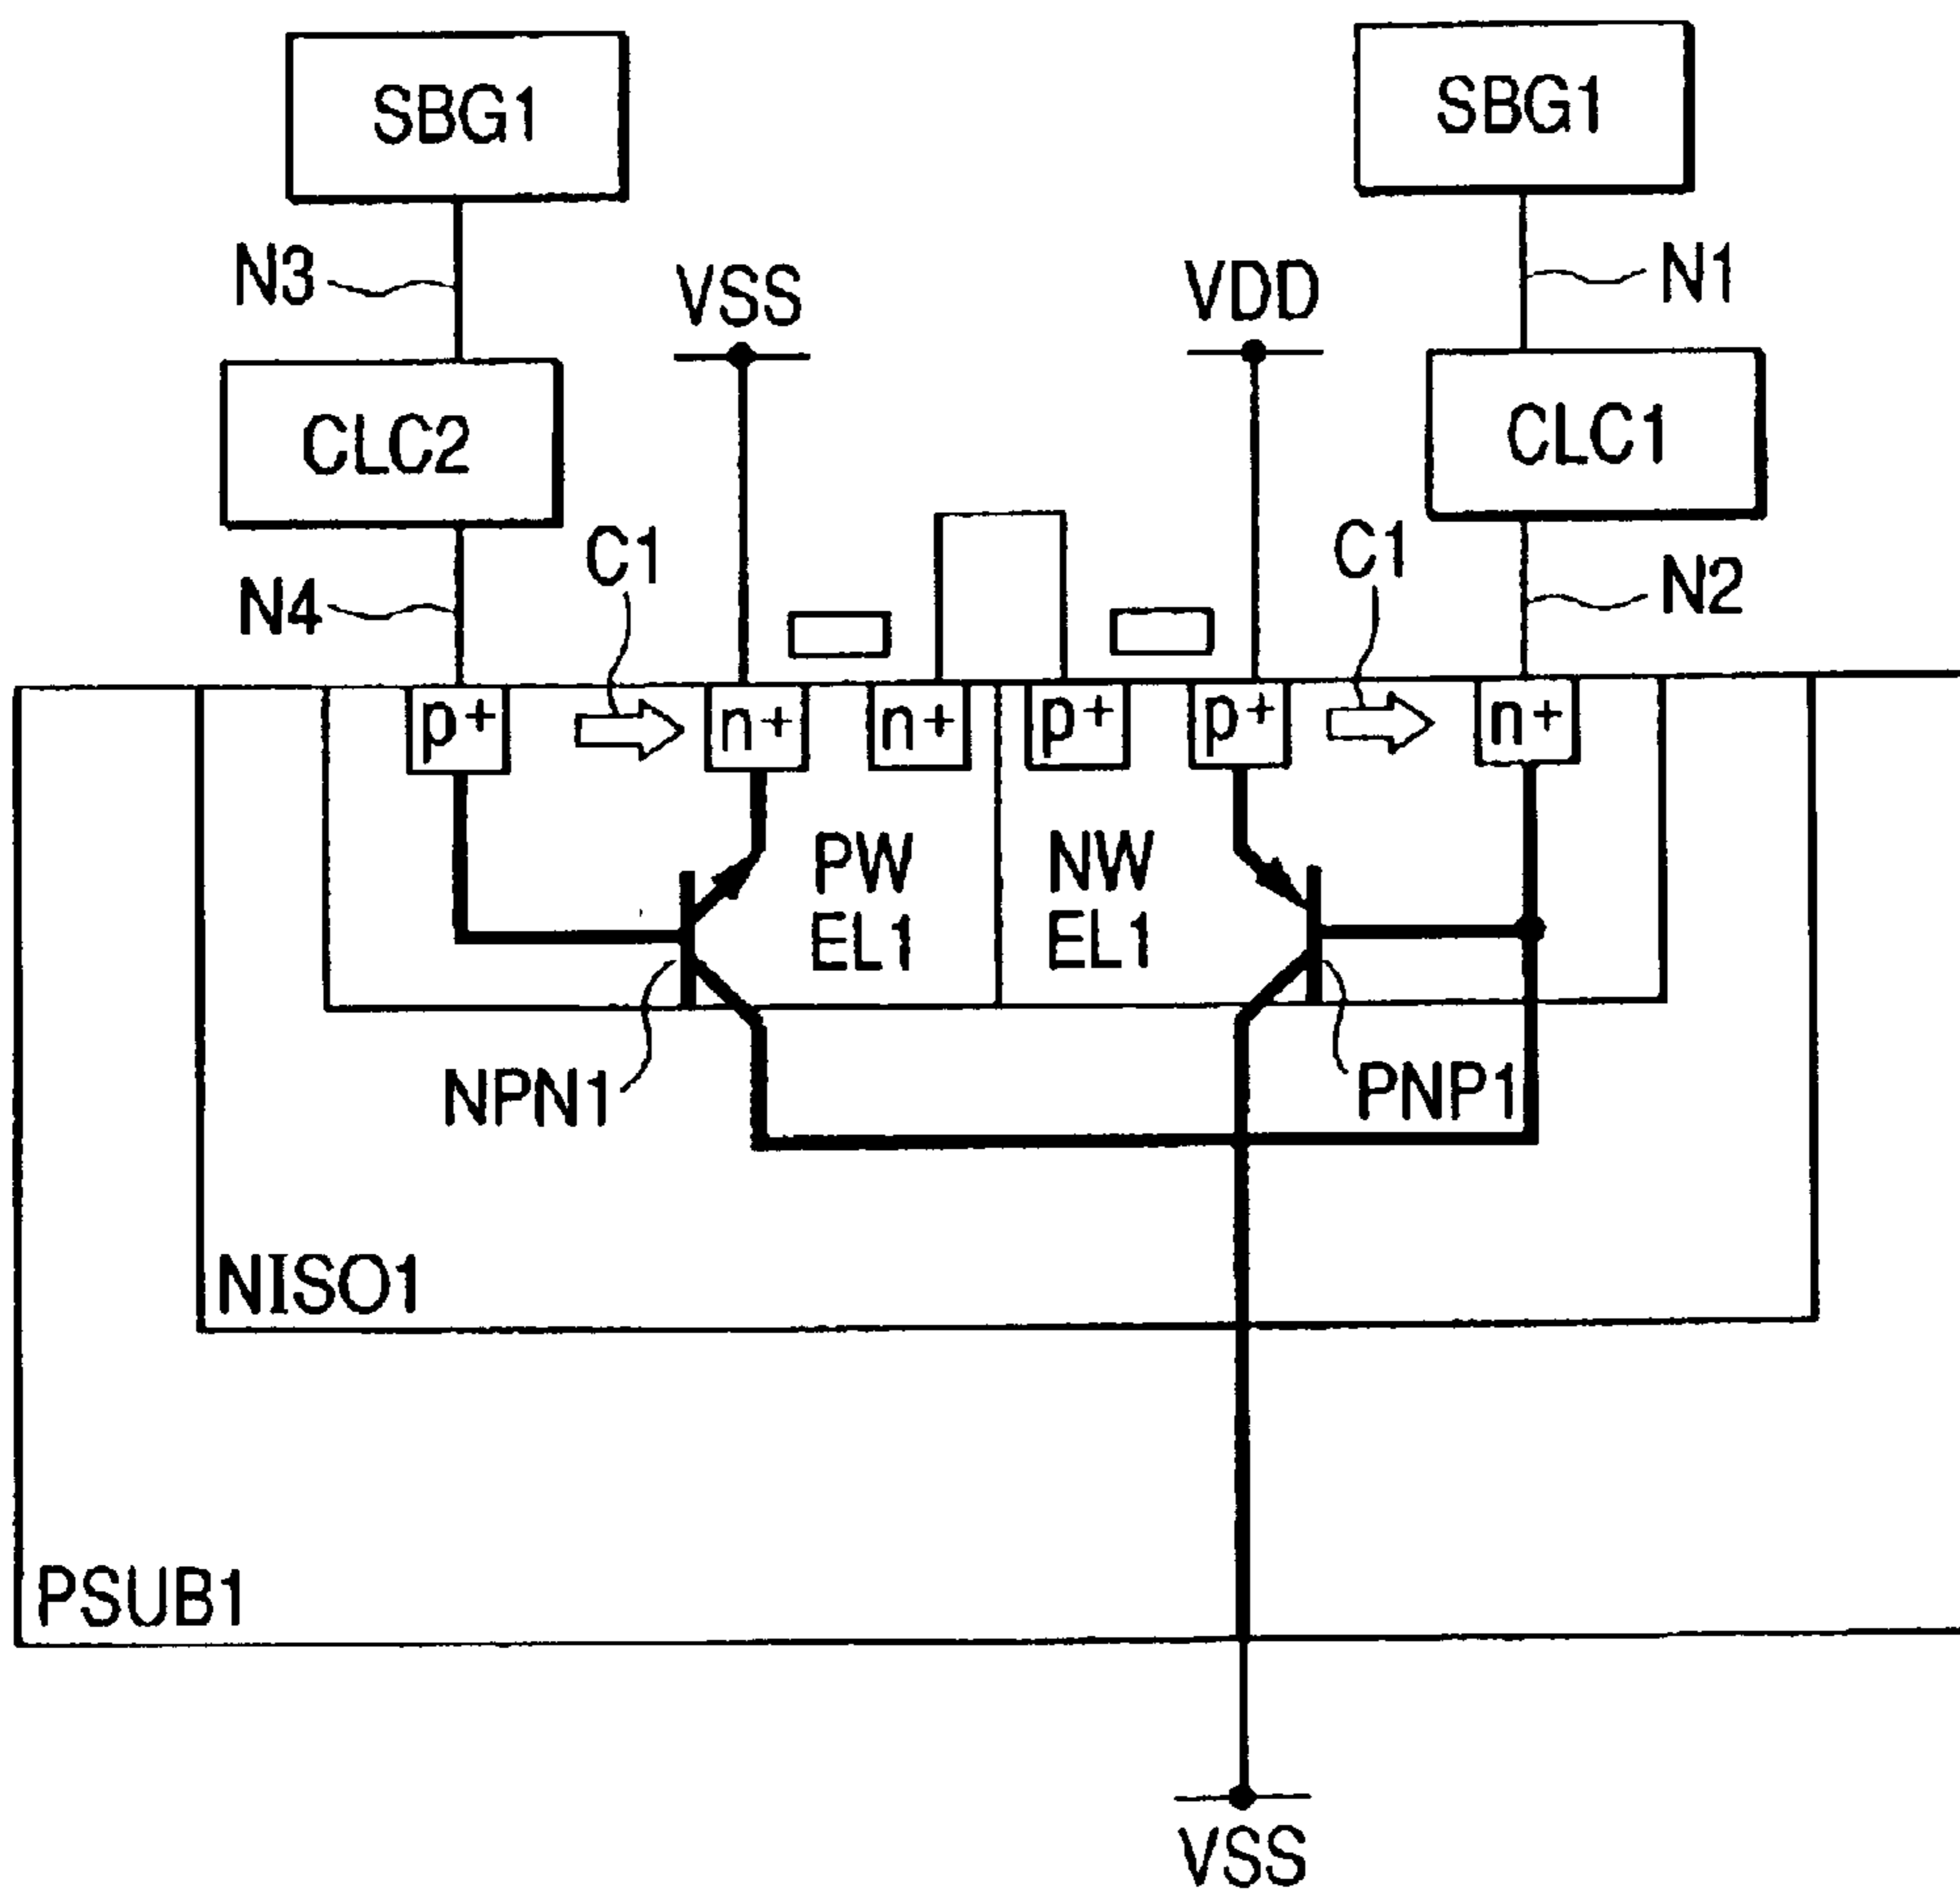 SBG1
SBG1
N3
N1
VSS
VDD
CLC2
CLC1
C1
C1
N4
N2
p+
n+
n+
p+
p+
n+
PW
EL1
NW
EL1
NPN1
PNP1
NISO1
PSUB1
VSS